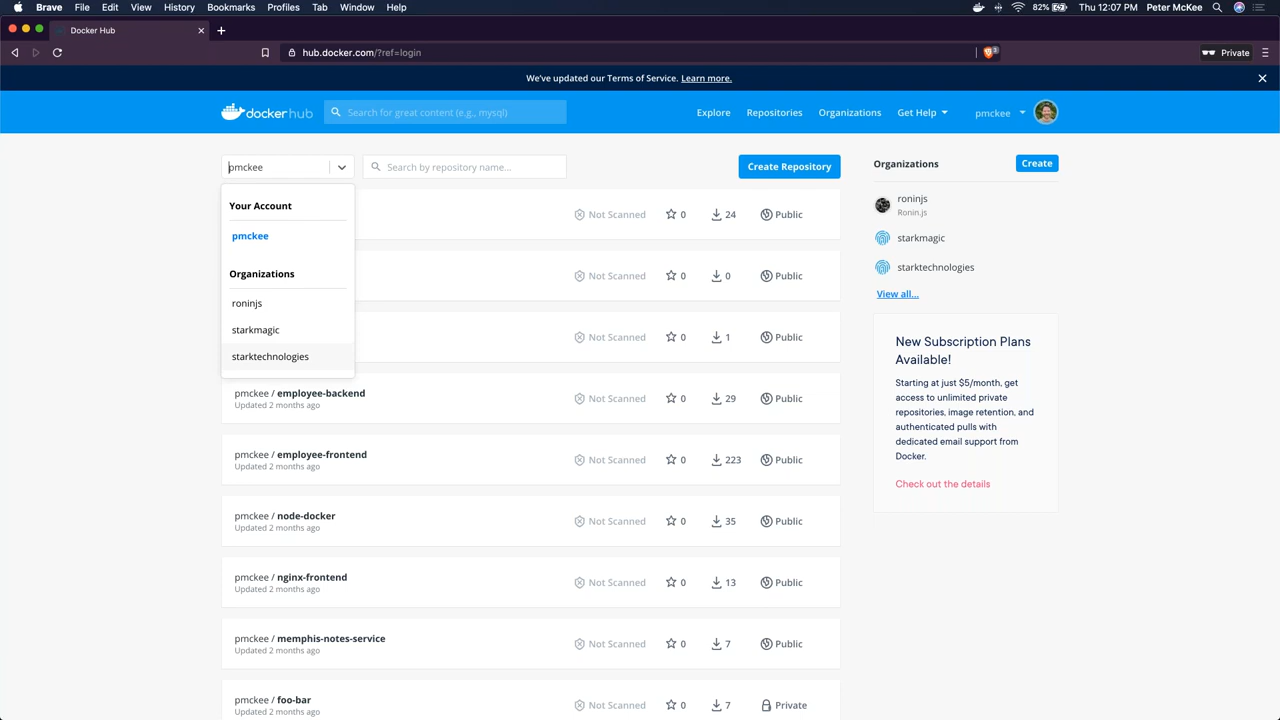 Brave File Edit View History Bookmarks Profiles Tab Window Help 82% Thu 12:07 PM Peter McKee
Docker Hub
hub.docker.com/?ref=login 3 Private
We've updated our Terms of Service. Learn more.
dockerhub Search for great content (e.g., mysql) Explore Repositories Organizations Get Help pmckee
pmckee Search by repository name... Create Repository
Your Account
pmckee
Organizations
roninjs
starkmagic
starktechnologies
Not Scanned 0 24 Public
Not Scanned 0 0 Public
Not Scanned 0 1 Public
pmckee / employee-backend Not Scanned 0 29 Public
Updated 2 months ago
pmckee / employee-frontend Not Scanned 0 223 Public
Updated 2 months ago
pmckee / node-docker Not Scanned 0 35 Public
Updated 2 months ago
pmckee / nginx-frontend Not Scanned 0 13 Public
Updated 2 months ago
pmckee / memphis-notes-service Not Scanned 0 7 Public
Updated 2 months ago
pmckee / foo-bar Not Scanned 0 7 Private
Updated 2 months ago
Organizations Create
roninjs
Ronin.js
starkmagic
starktechnologies
View all...
New Subscription Plans
Available!
Starting at just $5/month, get
access to unlimited private
repositories, image retention, and
authenticated pulls with
dedicated email support from
Docker.
Check out the details